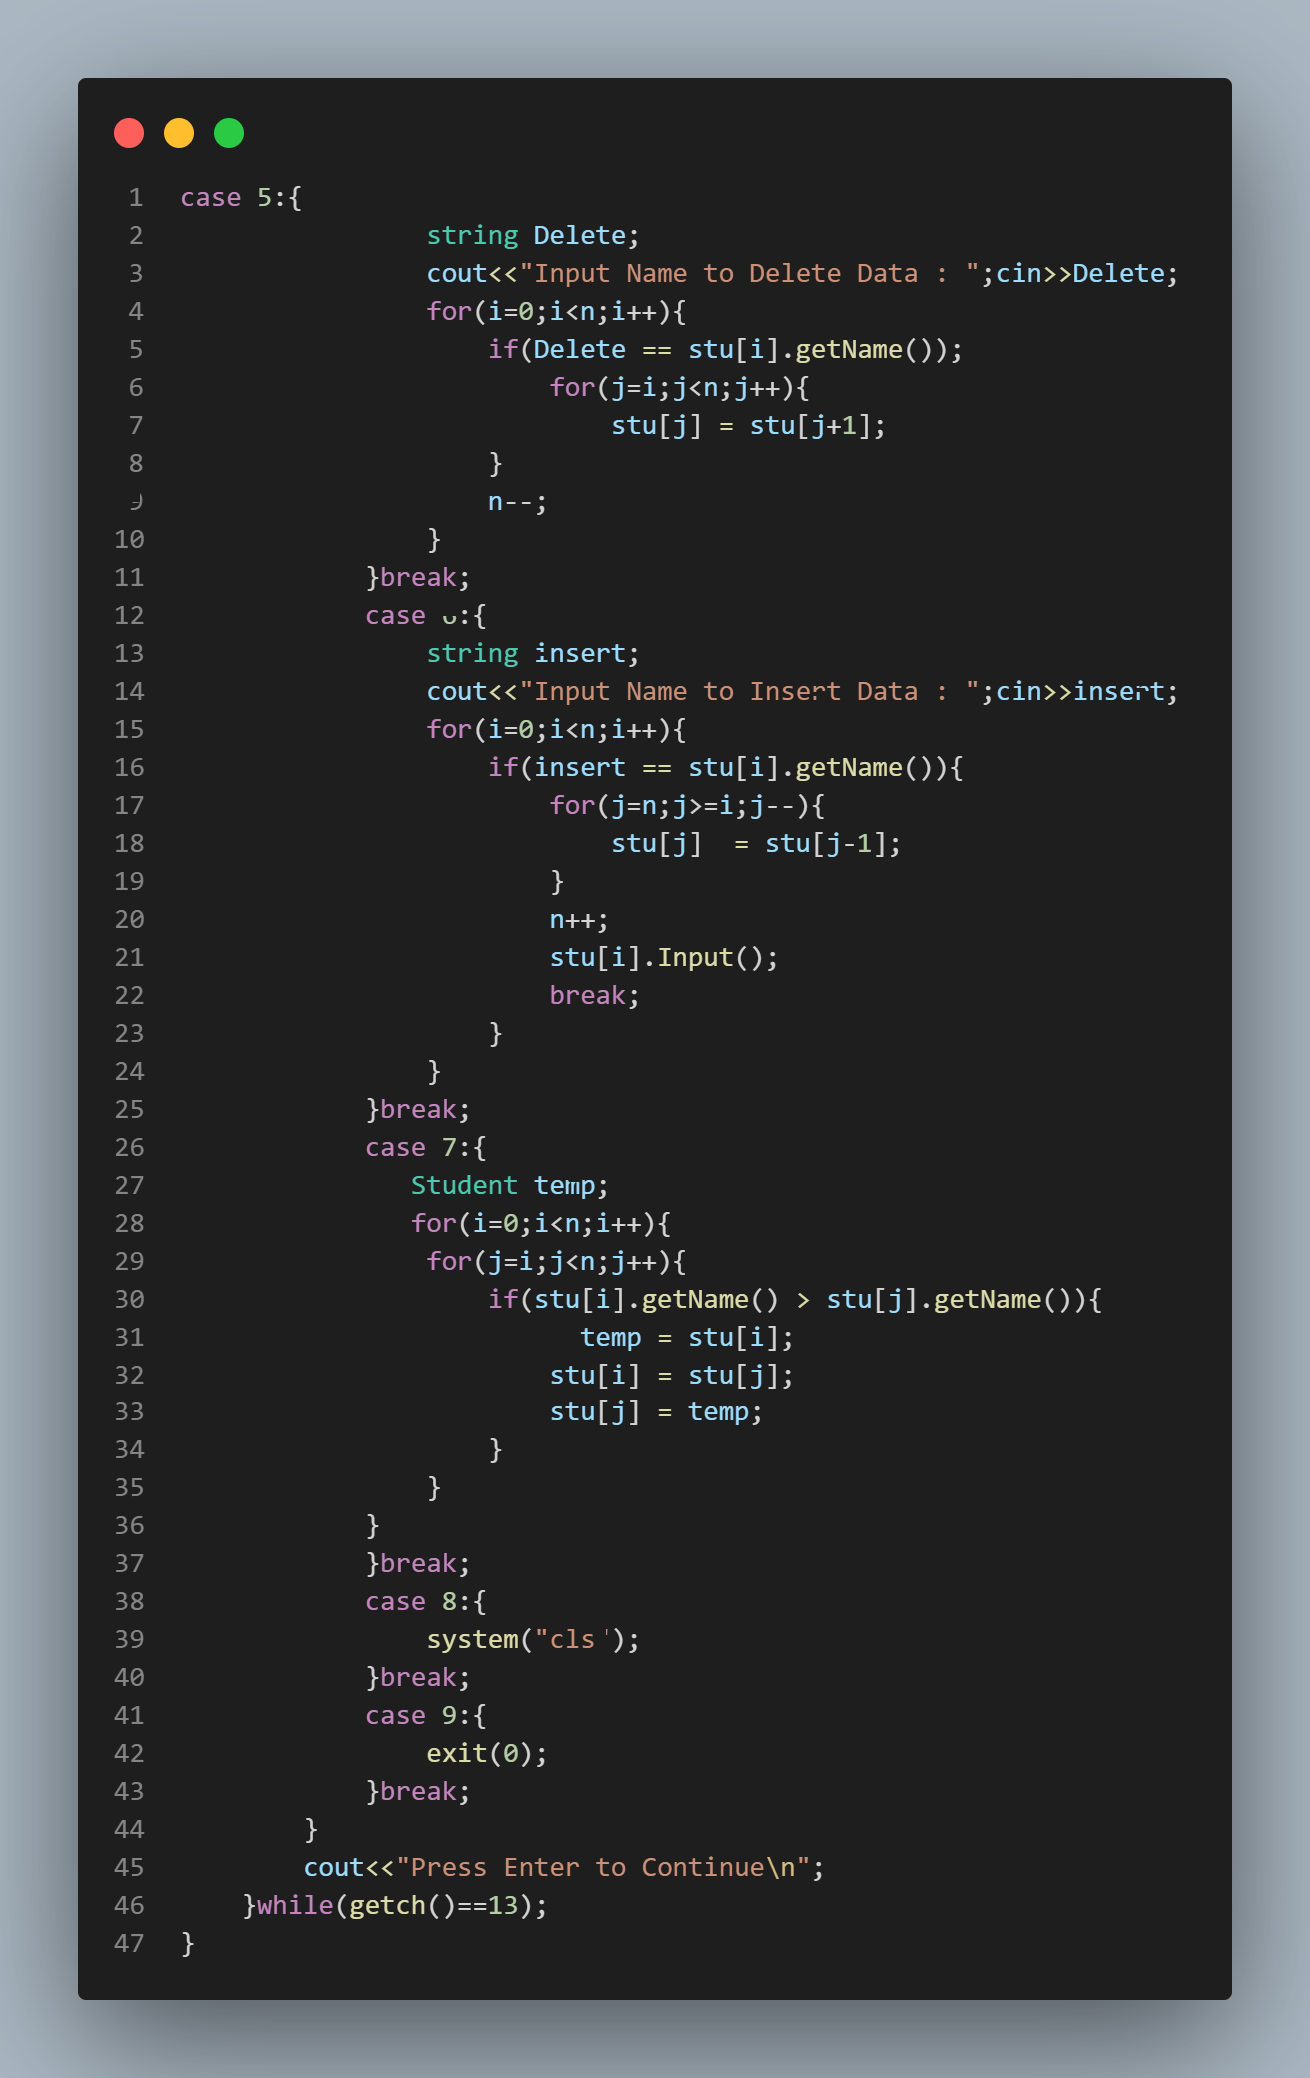 1 case 5:{
2 string Delete;
3 cout<<"Input Name to Delete Data : ";cin>>Delete;
4 for(i=0;i<n;i++){
5 if(Delete == stu[i].getName());
6 for(j=i;j<n;j++){
7 stu[j] = stu[j+1];
8 }
9 n--;
10 }
11 }break;
12 case 6:{
13 string insert;
14 cout<<"Input Name to Insert Data : ";cin>>insert;
15 for(i=0;i<n;i++){
16 if(insert == stu[i].getName()){
17 for(j=n;j>=i;j--){
18 stu[j]  = stu[j-1];
19 }
20 n++;
21 stu[i].Input();
22 break;
23 }
24 }
25 }break;
26 case 7:{
27 Student temp;
28 for(i=0;i<n;i++){
29 for(j=i;j<n;j++){
30 if(stu[i].getName() > stu[j].getName()){
31 temp = stu[i];
32 stu[i] = stu[j];
33 stu[j] = temp;
34 }
35 }
36 }
37 }break;
38 case 8:{
39 system("cls");
40 }break;
41 case 9:{
42 exit(0);
43 }break;
44 }
45 cout<<"Press Enter to Continue\n";
46 }while(getch()==13);
47 }